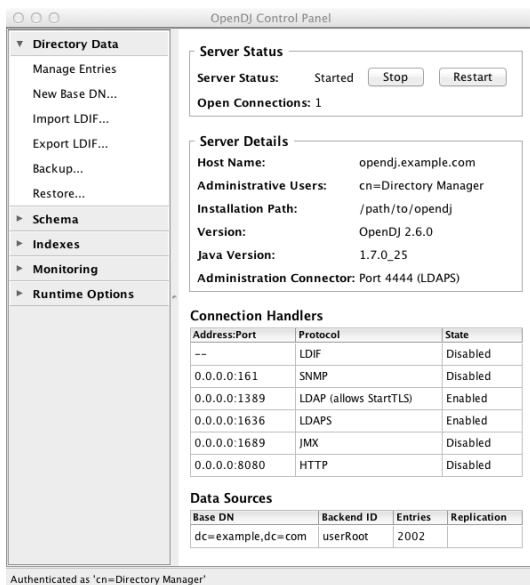 OpenDJ Control Panel
Directory Data
Manage Entries
New Base DN...
Import LDIF...
Export LDIF...
Backup...
Restore...
Schema
Indexes
Monitoring
Runtime Options
Server Status
Server Status: Started Stop Restart
Open Connections: 1
Server Details
Host Name: opendj.example.com
Administrative Users: cn=Directory Manager
Installation Path: /path/to/opendj
Version: OpenDJ 2.6.0
Java Version: 1.7.0_25
Administration Connector: Port 4444 (LDAPS)
Connection Handlers
Address:Port Protocol State
-- LDIF Disabled
0.0.0.0:161 SNMP Disabled
0.0.0.0:1389 LDAP (allows StartTLS) Enabled
0.0.0.0:1636 LDAPS Enabled
0.0.0.0:1689 JMX Disabled
0.0.0.0:8080 HTTP Disabled
Data Sources
Base DN Backend ID Entries Replication
dc=example,dc=com userRoot 2002
Authenticated as 'cn=Directory Manager'